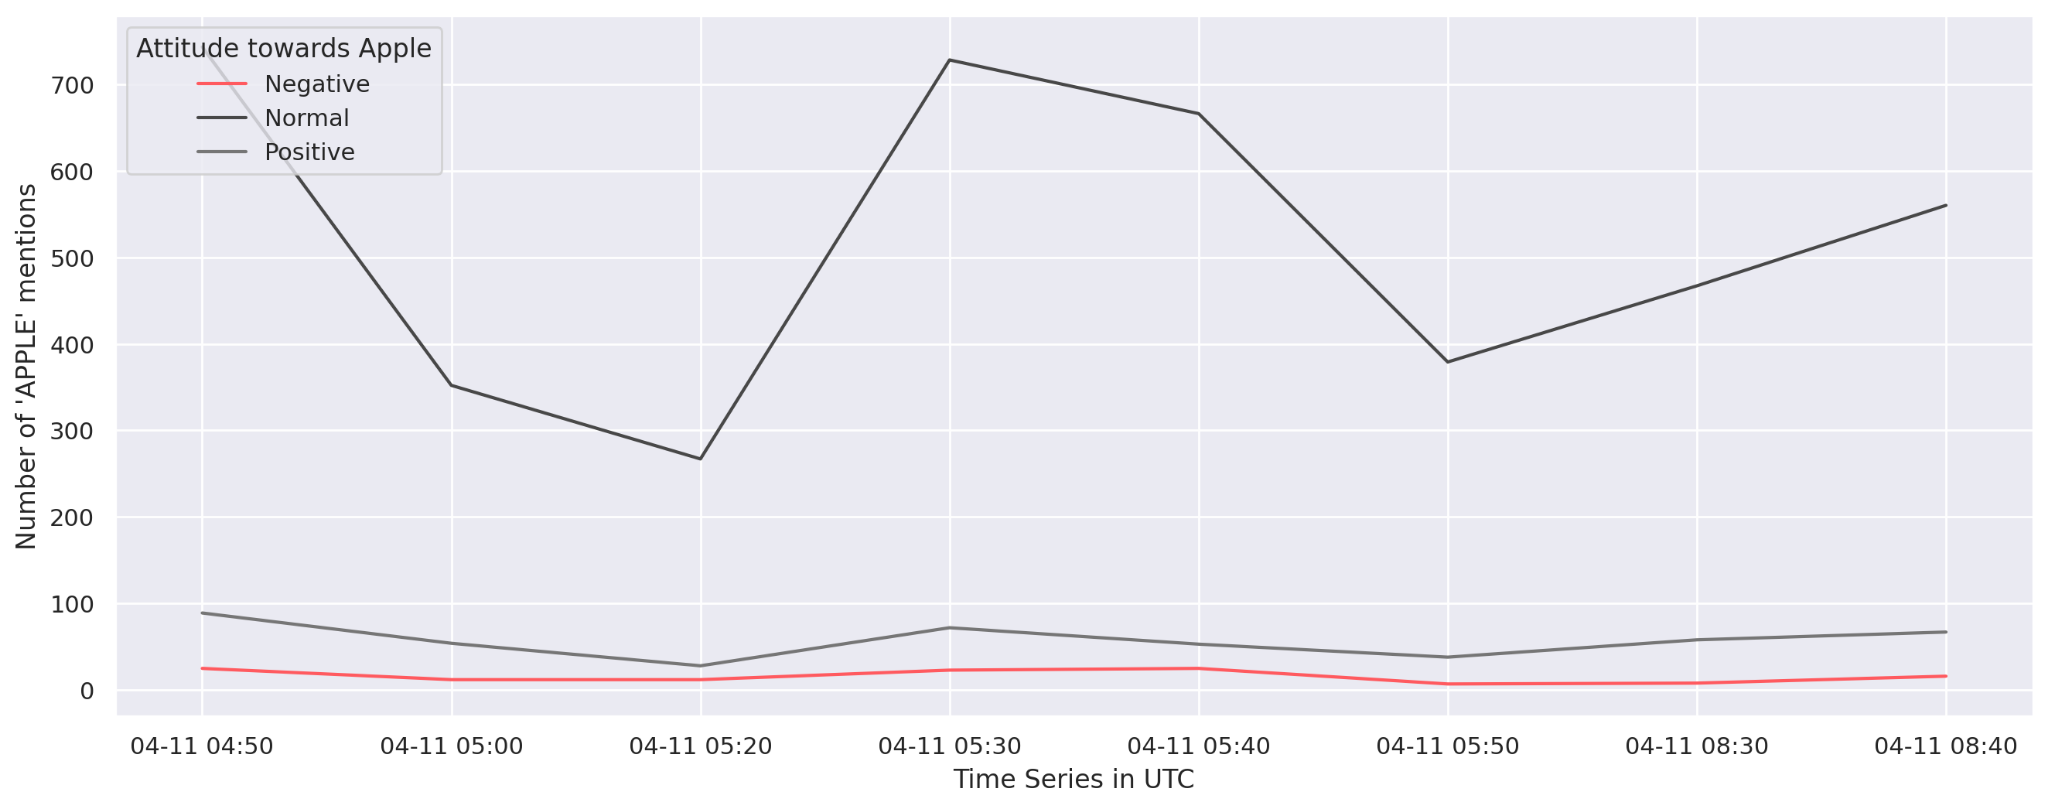 Attitude towards Apple
Negative
Normal
Positive
Number of 'APPLE' mentions
700
600
500
400
300
200
100
0
04-11 04:50 04-11 05:00 04-11 05:20 04-11 05:30 04-11 05:40 04-11 05:50 04-11 08:30 04-11 08:40
Time Series in UTC